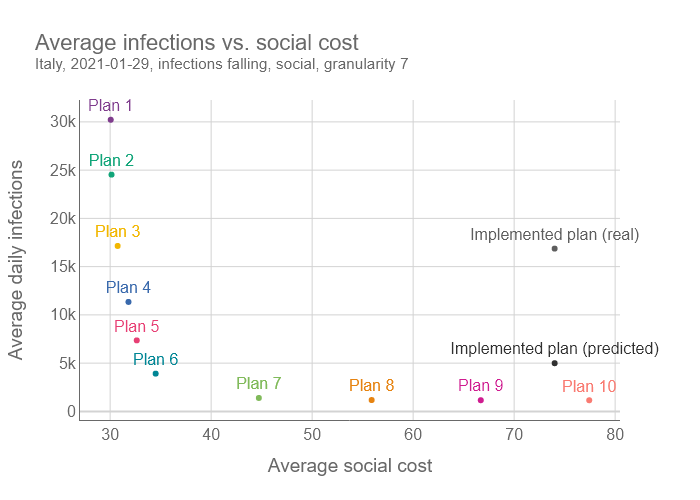 Average infections vs. social cost
Italy, 2021-01-29, infections falling, social, granularity 7
Average daily infections
30k
25k
20k
15k
10k
5k
0
Plan 1
Plan 2
Plan 3
Implemented plan (real)
Plan 4
Plan 5
Implemented plan (predicted)
Plan 6
Plan 7
Plan 8
Plan 9
Plan 10
30 40 50 60 70 80
Average social cost